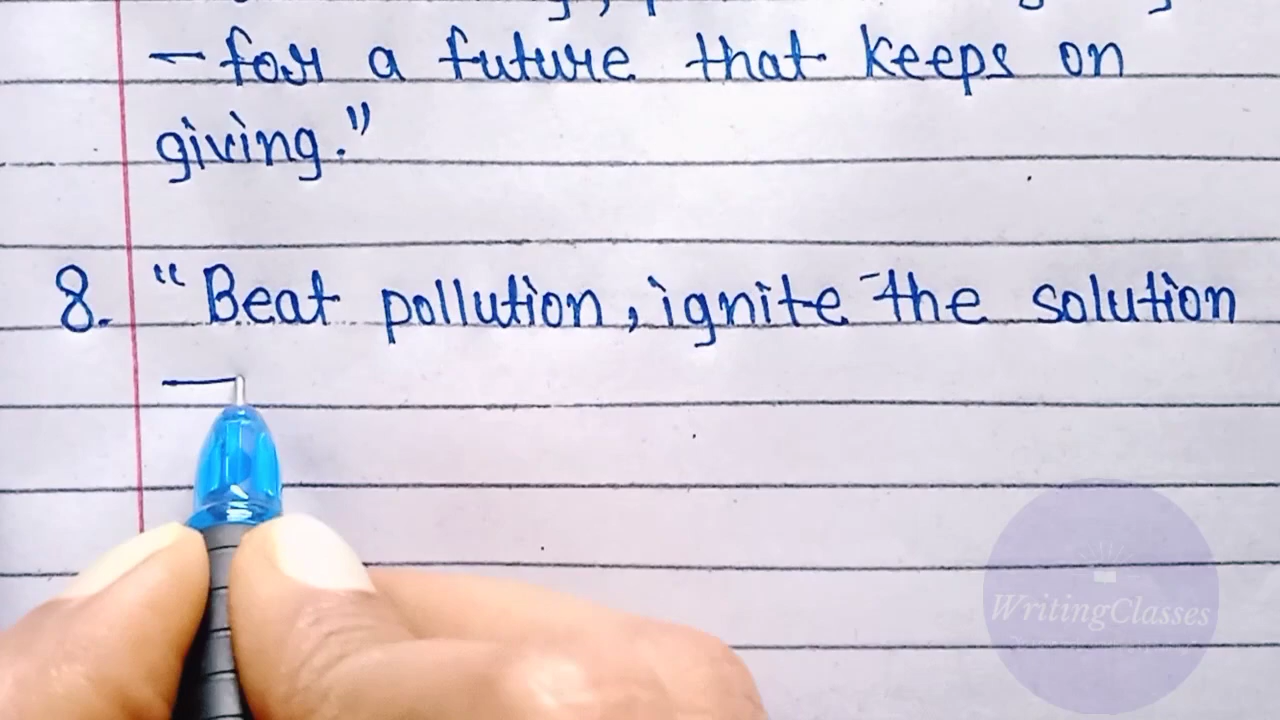 — for a future that keeps on
giving."
8. "Beat pollution, ignite the solution
—
WritingClasses